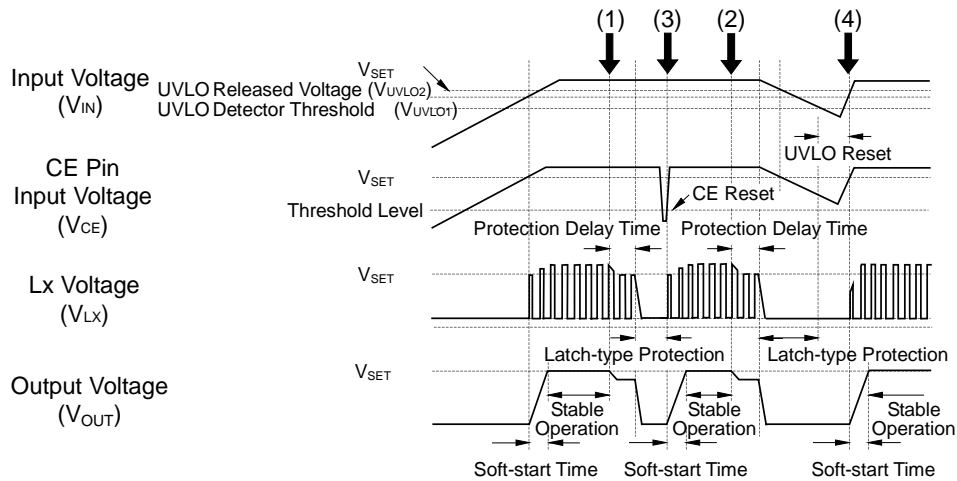 (1) (3) (2) (4)
Input Voltage
(VIN)
VSET
UVLO Released Voltage (VUVLO2)
UVLO Detector Threshold (VUVLO1)
UVLO Reset
CE Pin
Input Voltage
(VCE)
VSET
Threshold Level
CE Reset
Protection Delay Time Protection Delay Time
Lx Voltage
(VLX)
VSET
Latch-type Protection Latch-type Protection
Output Voltage
(VOUT)
VSET
Stable Stable Stable
Operation Operation Operation
Soft-start Time Soft-start Time Soft-start Time